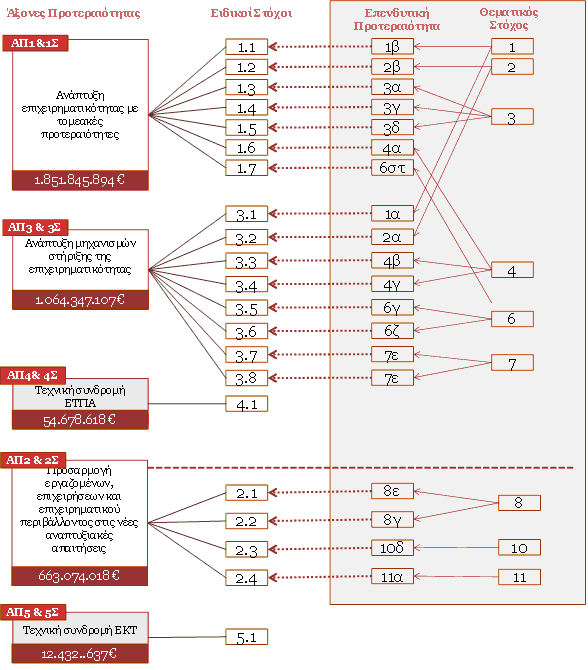 Άξονες Προτεραιότητας
Ειδικοί Στόχοι
Επενδυτική
Προτεραιότητα
Θεματικός
Στόχος
ΑΠ1 &1Σ
Ανάπτυξη
επιχειρηματικότητας με
τομεακές
προτεραιότητες
1.851.845.894 €
1.1
1.2
1.3
1.4
1.5
1.6
1.7
1β
2β
3α
3γ
3δ
4α
6στ
1
2
3
ΑΠ3 & 3Σ
Ανάπτυξη μηχανισμών
στήριξης της
επιχειρηματικότητας
1.064.347.107€
3.1
3.2
3.3
3.4
3.5
3.6
3.7
3.8
1α
2α
4β
4γ
6γ
6ζ
7ε
7ε
4
6
7
ΑΠ4& 4Σ
Τεχνική συνδρομή
ΕΤΠΑ
54.678.618 €
4.1
ΑΠ2 & 2Σ
Προσαρμογή
εργαζομένων,
επιχειρήσεων και
επιχειρηματικού
περιβάλλοντος στις νέες
αναπτυξιακές
απαιτήσεις
663.074.018 €
2.1
2.2
2.3
2.4
8ε
8γ
10δ
11α
8
10
11
ΑΠ5 & 5Σ
Τεχνική συνδρομή ΕΚΤ
12.432..637€
5.1